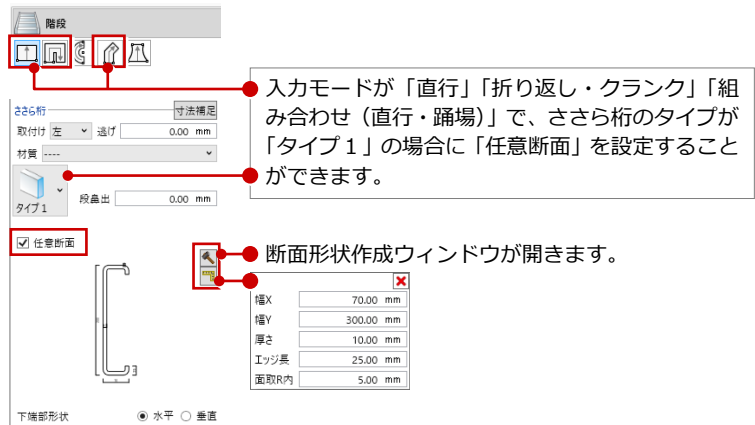 階段
入力モードが「直行」「折り返し・クランク」「組
み合わせ（直行・踊場）」で、ささら桁のタイプが
「タイプ１」の場合に「任意断面」を設定すること
ができます。
ささら桁 寸法補足
取付け 左 逃げ 0.00 mm
材質 ----
タイプ1 段鼻出 0.00 mm
任意断面
断面形状作成ウィンドウが開きます。
幅X 70.00 mm
幅Y 300.00 mm
厚さ 10.00 mm
エッジ長 25.00 mm
面取R内 5.00 mm
下端部形状 水平 垂直